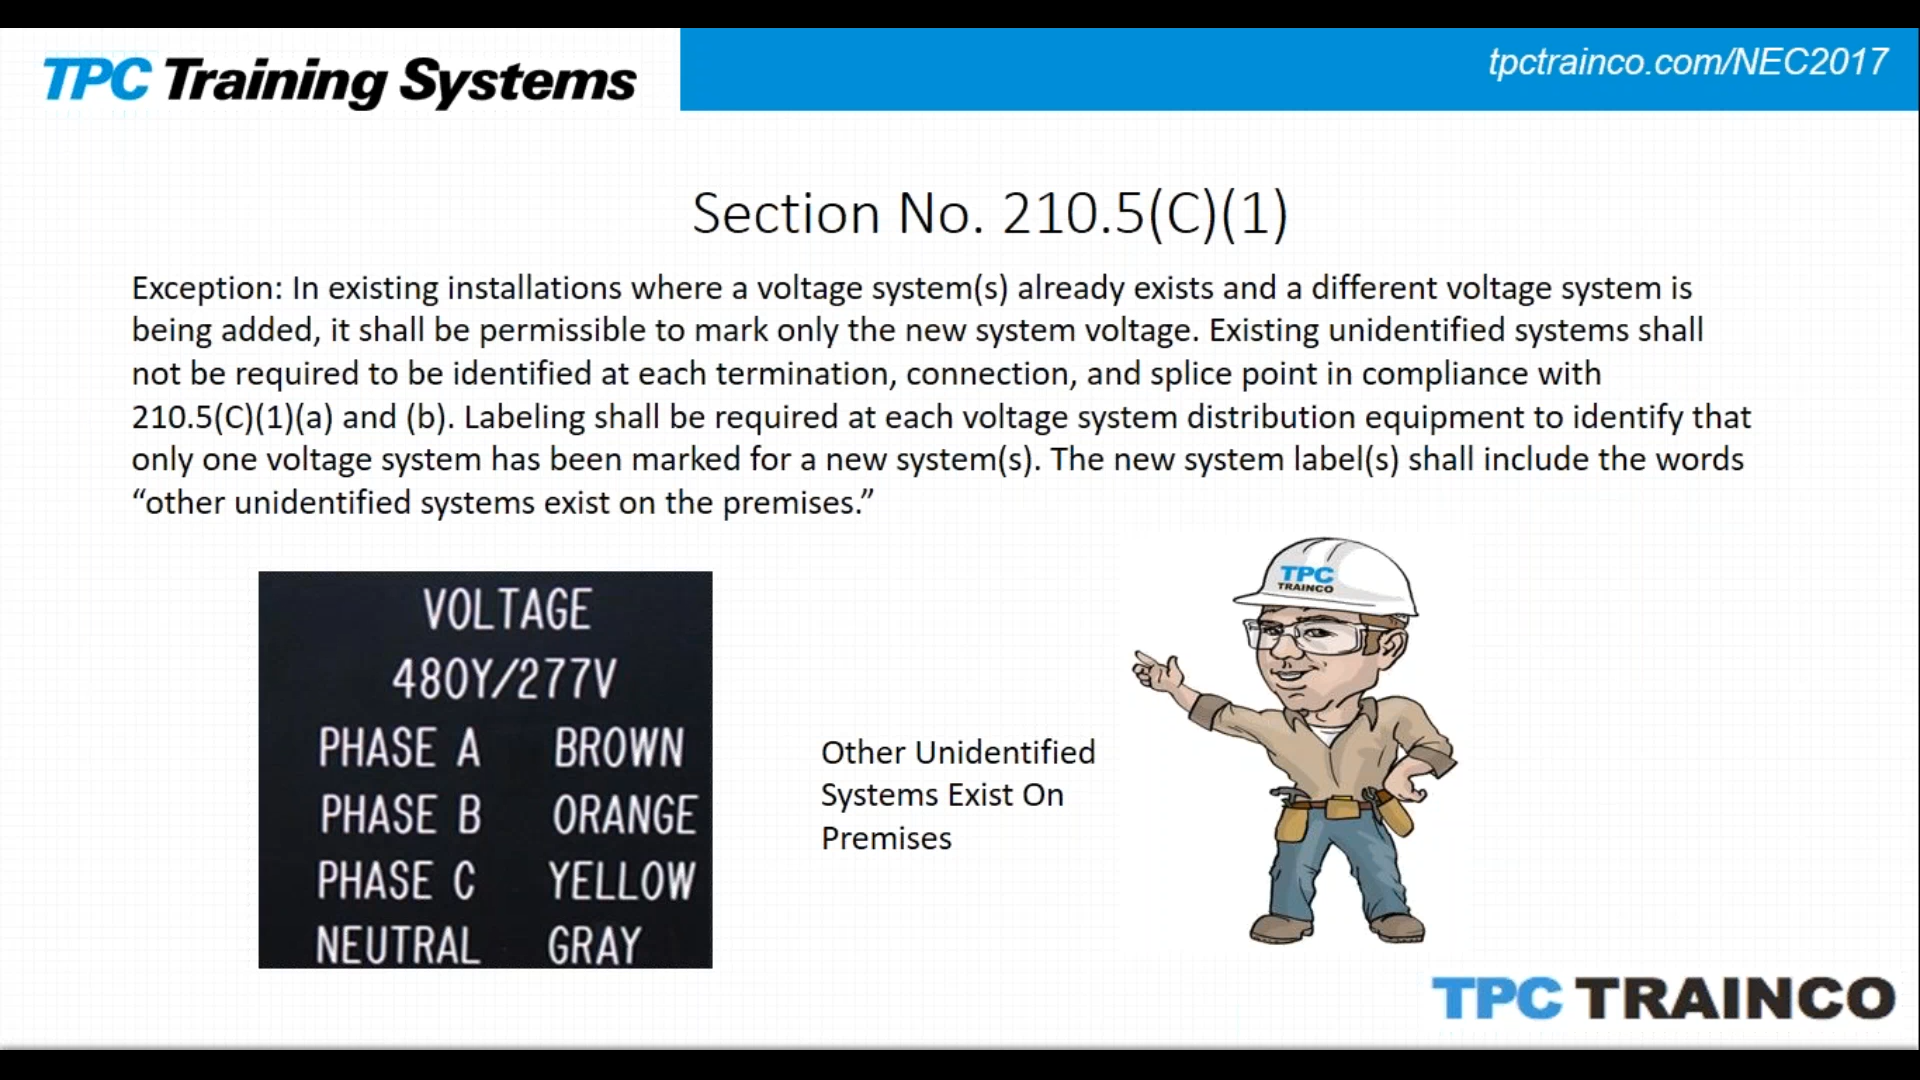 TPC Training Systems
tpctrainco.com/NEC2017
Section No. 210.5(C)(1)
Exception: In existing installations where a voltage system(s) already exists and a different voltage system is
being added, it shall be permissible to mark only the new system voltage. Existing unidentified systems shall
not be required to be identified at each termination, connection, and splice point in compliance with
210.5(C)(1)(a) and (b). Labeling shall be required at each voltage system distribution equipment to identify that
only one voltage system has been marked for a new system(s). The new system label(s) shall include the words
“other unidentified systems exist on the premises.”
VOLTAGE
480Y/277V
PHASE A BROWN
PHASE B ORANGE
PHASE C YELLOW
NEUTRAL GRAY
Other Unidentified
Systems Exist On
Premises
TPC
TRAINCO
TPC TRAINCO